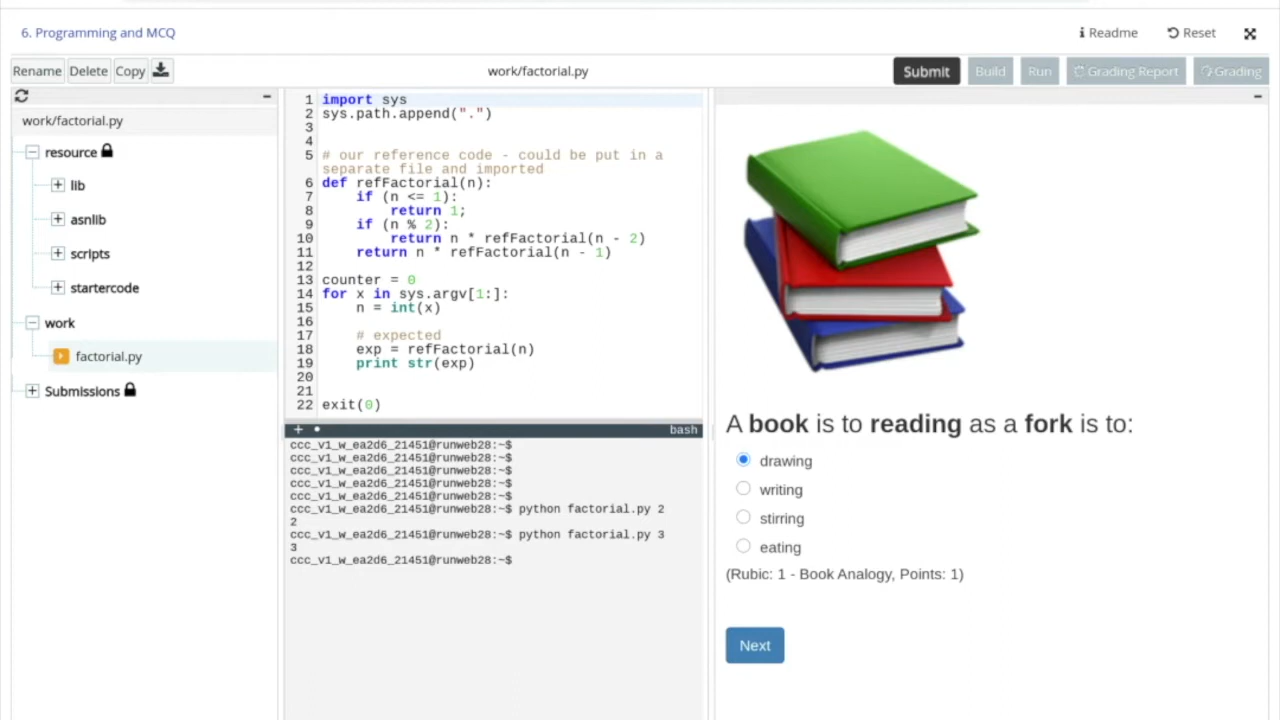 6. Programming and MCQ
Readme
Reset
Rename
Delete
Copy
work/factorial.py
Submit
Build
Run
Grading Report
Grading
work/factorial.py
resource
lib
asnlib
scripts
startercode
work
factorial.py
Submissions
1 import sys
2 sys.path.append(".")
3
4
5 # our reference code - could be put in a
separate file and imported
6 def refFactorial(n):
7 if (n <= 1):
8 return 1;
9 if (n % 2):
10 return n * refFactorial(n - 2)
11 return n * refFactorial(n - 1)
12
13 counter = 0
14 for x in sys.argv[1:]:
15 n = int(x)
16
17 # expected
18 exp = refFactorial(n)
19 print str(exp)
20
21
22 exit(0)
bash
ccc_v1_w_ea2d6_21451@runweb28:~$
ccc_v1_w_ea2d6_21451@runweb28:~$
ccc_v1_w_ea2d6_21451@runweb28:~$
ccc_v1_w_ea2d6_21451@runweb28:~$
ccc_v1_w_ea2d6_21451@runweb28:~$
ccc_v1_w_ea2d6_21451@runweb28:~$ python factorial.py 2
2
ccc_v1_w_ea2d6_21451@runweb28:~$ python factorial.py 3
3
ccc_v1_w_ea2d6_21451@runweb28:~$
A book is to reading as a fork is to:
drawing
writing
stirring
eating
(Rubic: 1 - Book Analogy, Points: 1)
Next